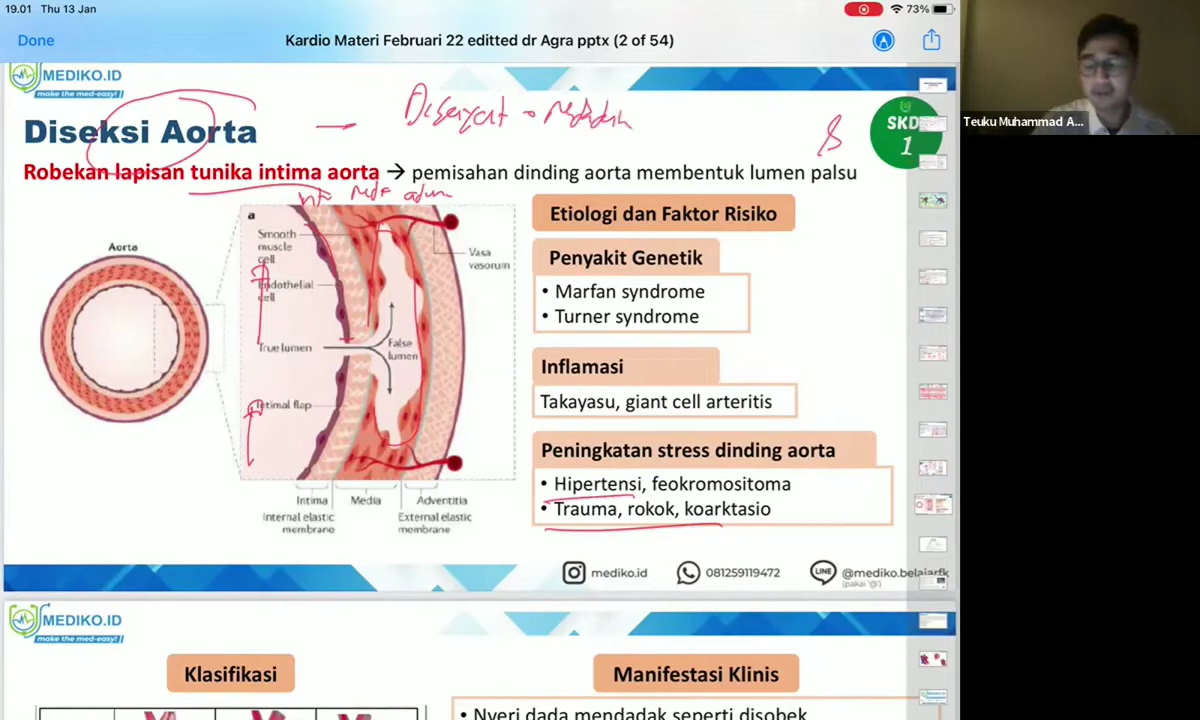 19.01 Thu 13 Jan
73%
Done
Kardio Materi Februari 22 editted dr Agra pptx (2 of 54)
MEDIKO.ID
make the med-easy!
Diseksi Aorta
SKDI
1
Teuku Muhammad A...
Robekan lapisan tunika intima aorta → pemisahan dinding aorta membentuk lumen palsu
Aorta
a
Smooth
muscle
cell
Endothelial
cell
True lumen
Intimal flap
False
lumen
Vasa
vasorum
Intima
Media
Adventitia
Internal elastic
membrane
External elastic
membrane
Etiologi dan Faktor Risiko
Penyakit Genetik
• Marfan syndrome
• Turner syndrome
Inflamasi
Takayasu, giant cell arteritis
Peningkatan stress dinding aorta
• Hipertensi, feokromositoma
• Trauma, rokok, koarktasio
mediko.id
081259119472
LINE
@mediko.belajarfk
(pakai '@')
MEDIKO.ID
make the med-easy!
Klasifikasi
Manifestasi Klinis
• Nyeri dada mendadak seperti disobek